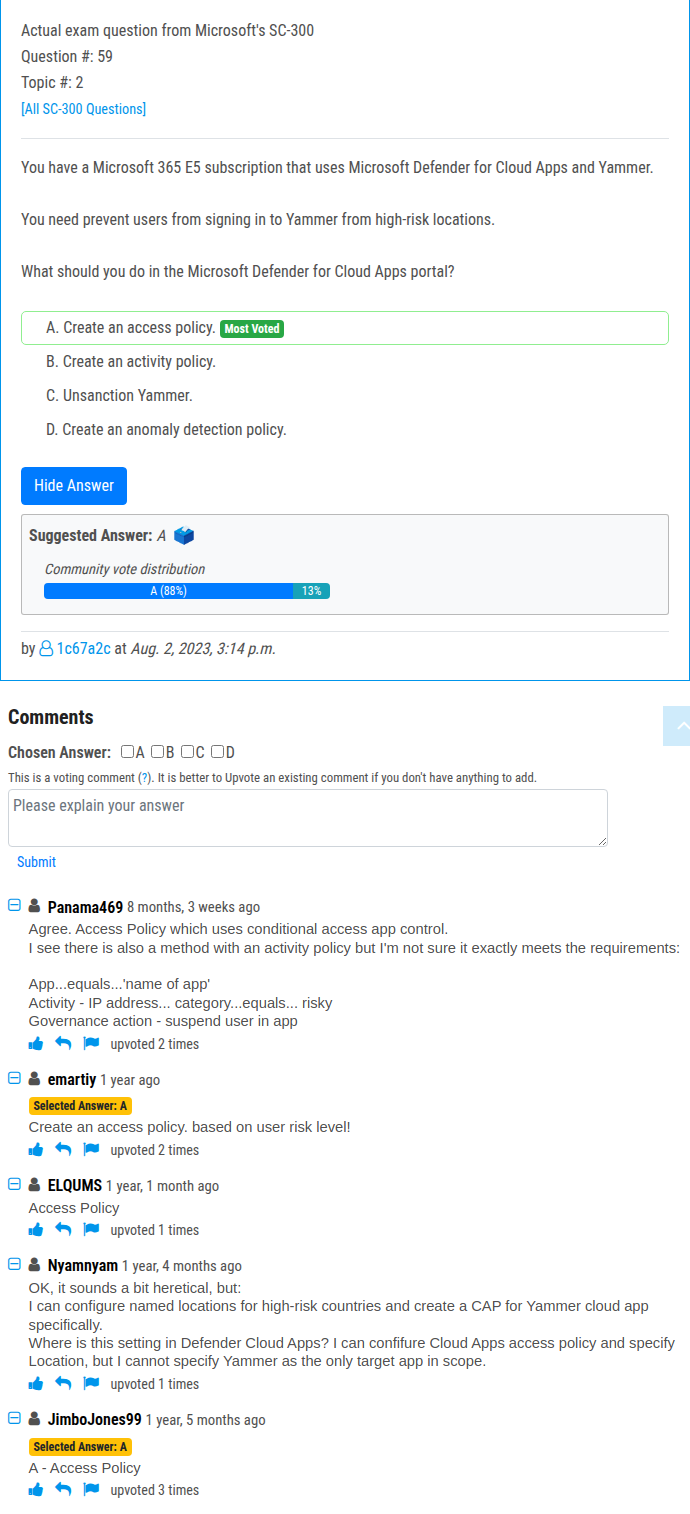 Actual exam question from Microsoft's SC-300
Question #: 59
Topic #: 2
[All SC-300 Questions]
You have a Microsoft 365 E5 subscription that uses Microsoft Defender for Cloud Apps and Yammer.
You need prevent users from signing in to Yammer from high-risk locations.
What should you do in the Microsoft Defender for Cloud Apps portal?
A. Create an access policy. Most Voted
B. Create an activity policy.
C. Unsanction Yammer.
D. Create an anomaly detection policy.
Hide Answer
Suggested Answer: A
Community vote distribution
A (88%) 13%
by 1c67a2c at Aug. 2, 2023, 3:14 p.m.
Comments
Chosen Answer: A B C D
This is a voting comment (?). It is better to Upvote an existing comment if you don't have anything to add.
Please explain your answer
Submit
Panama469 8 months, 3 weeks ago
Agree. Access Policy which uses conditional access app control.
I see there is also a method with an activity policy but I'm not sure it exactly meets the requirements:
App...equals...'name of app'
Activity - IP address... category...equals... risky
Governance action - suspend user in app
upvoted 2 times
emartiy 1 year ago
Selected Answer: A
Create an access policy. based on user risk level!
upvoted 2 times
ELQUMS 1 year, 1 month ago
Access Policy
upvoted 1 times
Nyamnyam 1 year, 4 months ago
OK, it sounds a bit heretical, but:
I can configure named locations for high-risk countries and create a CAP for Yammer cloud app
specifically.
Where is this setting in Defender Cloud Apps? I can confifure Cloud Apps access policy and specify
Location, but I cannot specify Yammer as the only target app in scope.
upvoted 1 times
JimboJones99 1 year, 5 months ago
Selected Answer: A
A - Access Policy
upvoted 3 times